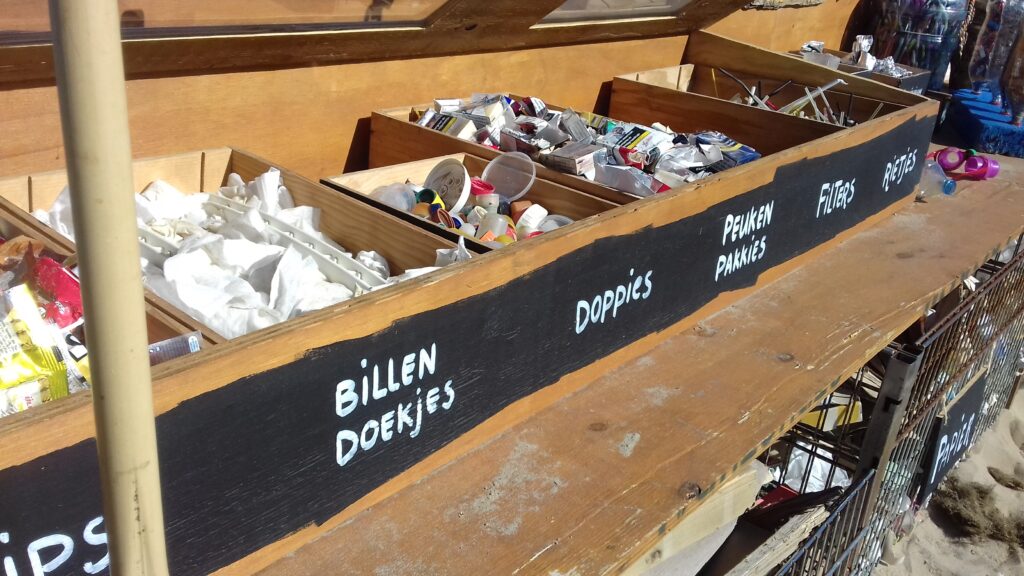 BILLEN
DOEKJES
DOPPIES
PEUKEN
PAKKIES
FILTERS
RIETJES